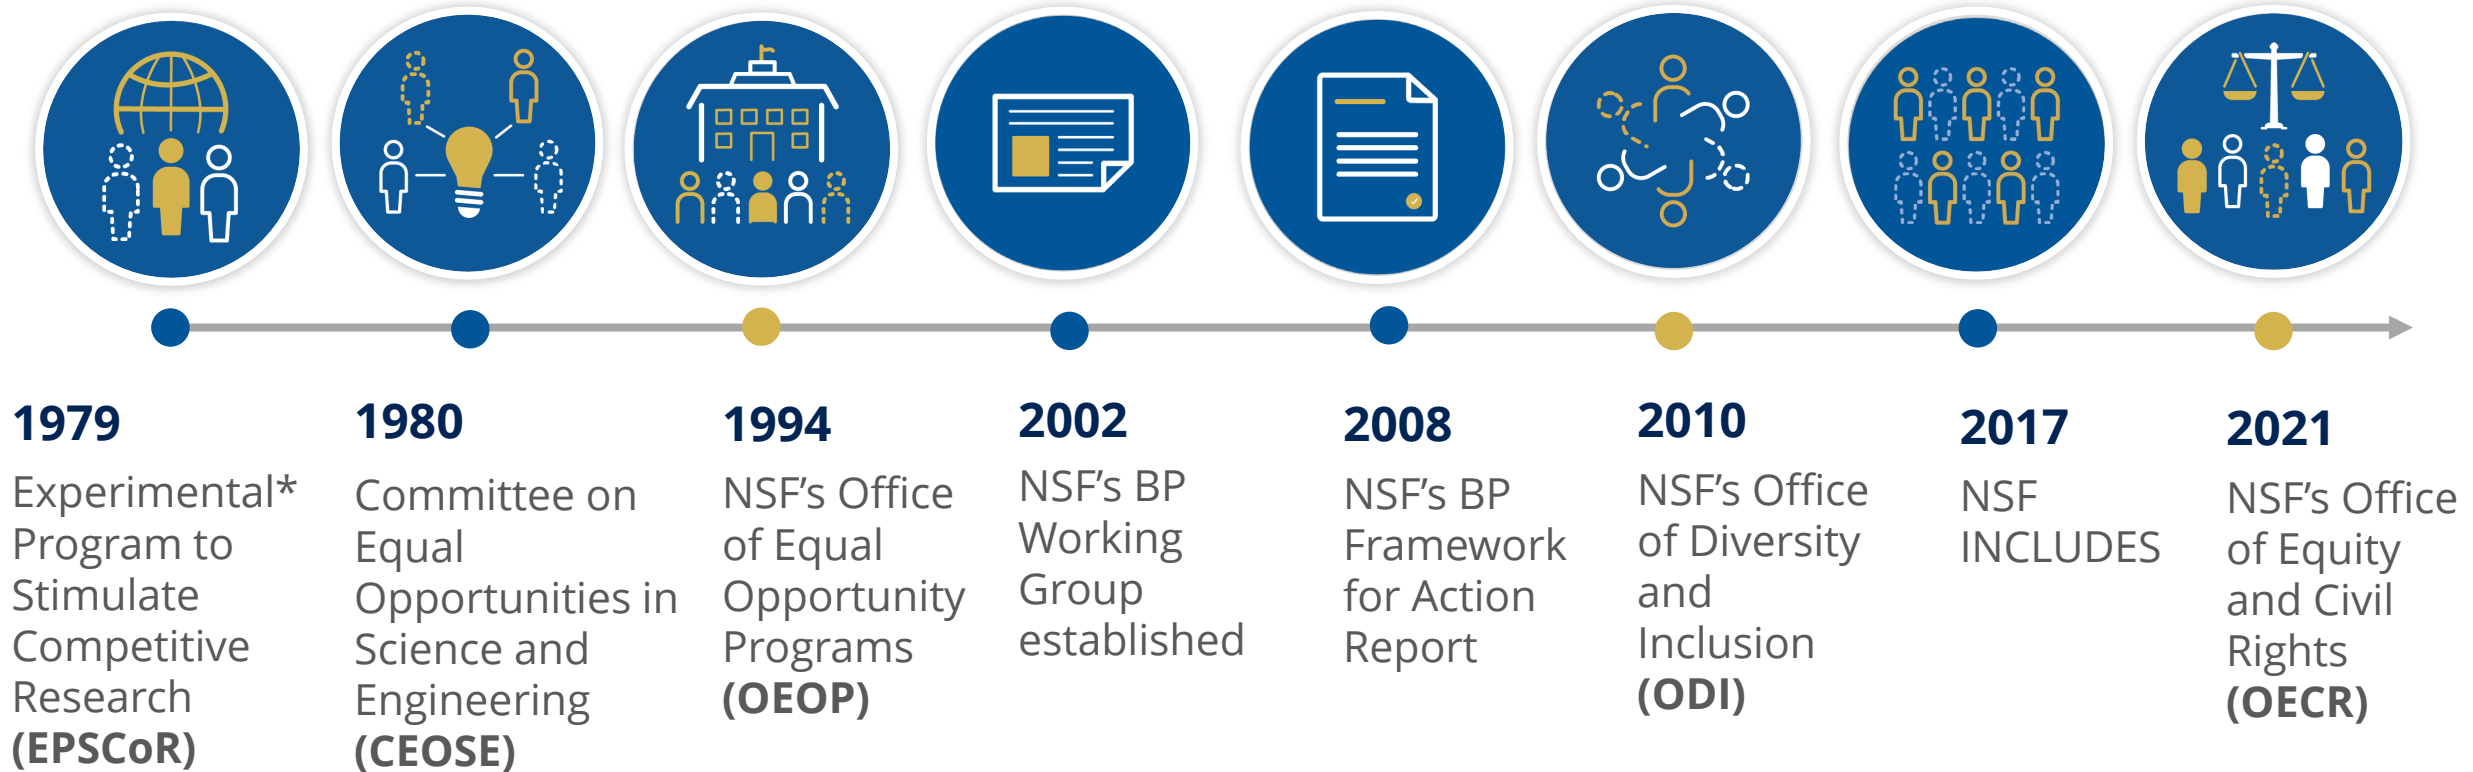 1979
Experimental*
Program to
Stimulate
Competitive
Research
(EPSCoR)
1980
Committee on
Equal
Opportunities in
Science and
Engineering
(CEOSE)
1994
NSF’s Office
of Equal
Opportunity
Programs
(OEOP)
2002
NSF’s BP
Working
Group
established
2008
NSF’s BP
Framework
for Action
Report
2010
NSF’s Office
of Diversity
and
Inclusion
(ODI)
2017
NSF
INCLUDES
2021
NSF’s Office
of Equity
and Civil
Rights
(OECR)